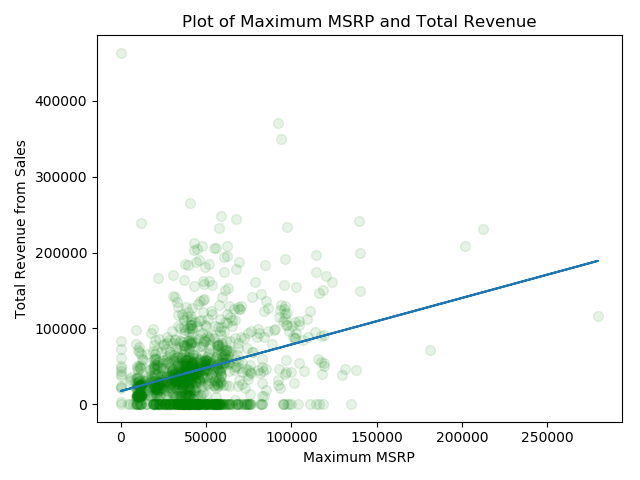 Plot of Maximum MSRP and Total Revenue
Total Revenue from Sales
400000
300000
200000
100000
0
0 50000 100000 150000 200000 250000
Maximum MSRP